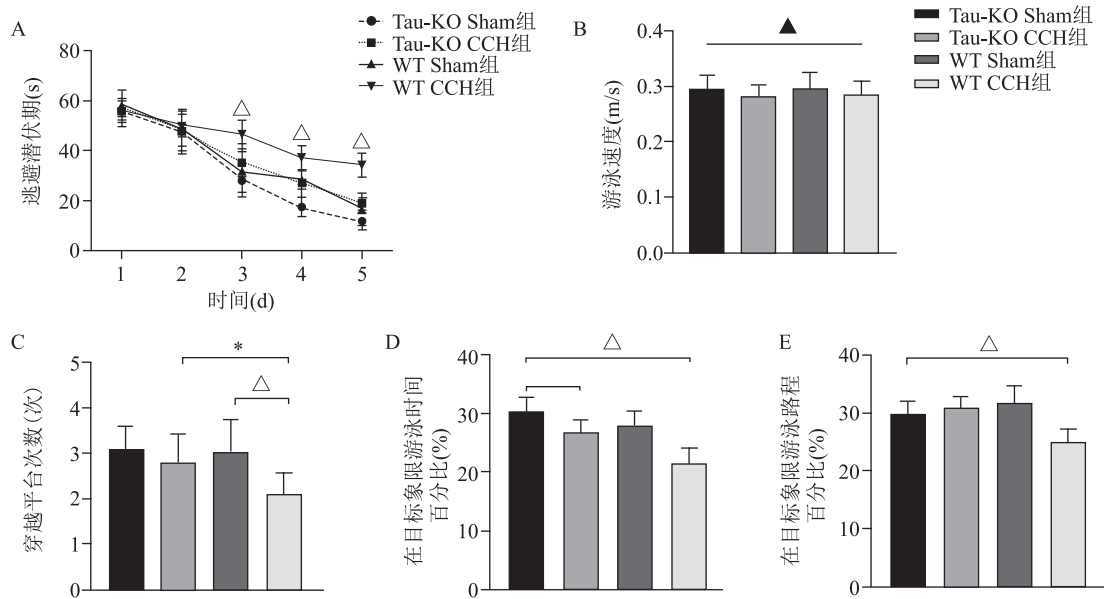 A
Tau-KO Sham组
Tau-KO CCH组
WT Sham组
WT CCH组
80
60
40
20
0
逃避潜伏期(s)
△ △ △
1 2 3 4 5
时间(d)
B
Tau-KO Sham组
Tau-KO CCH组
WT Sham组
WT CCH组
▲
0.4
0.3
0.2
0.1
0.0
游泳速度(m/s)
C
*
△
5
4
3
2
1
0
穿越平台次数(次)
D
△
40
30
20
10
0
在目标象限游泳时间
百分比(%)
E
△
40
30
20
10
0
在目标象限游泳路程
百分比(%)